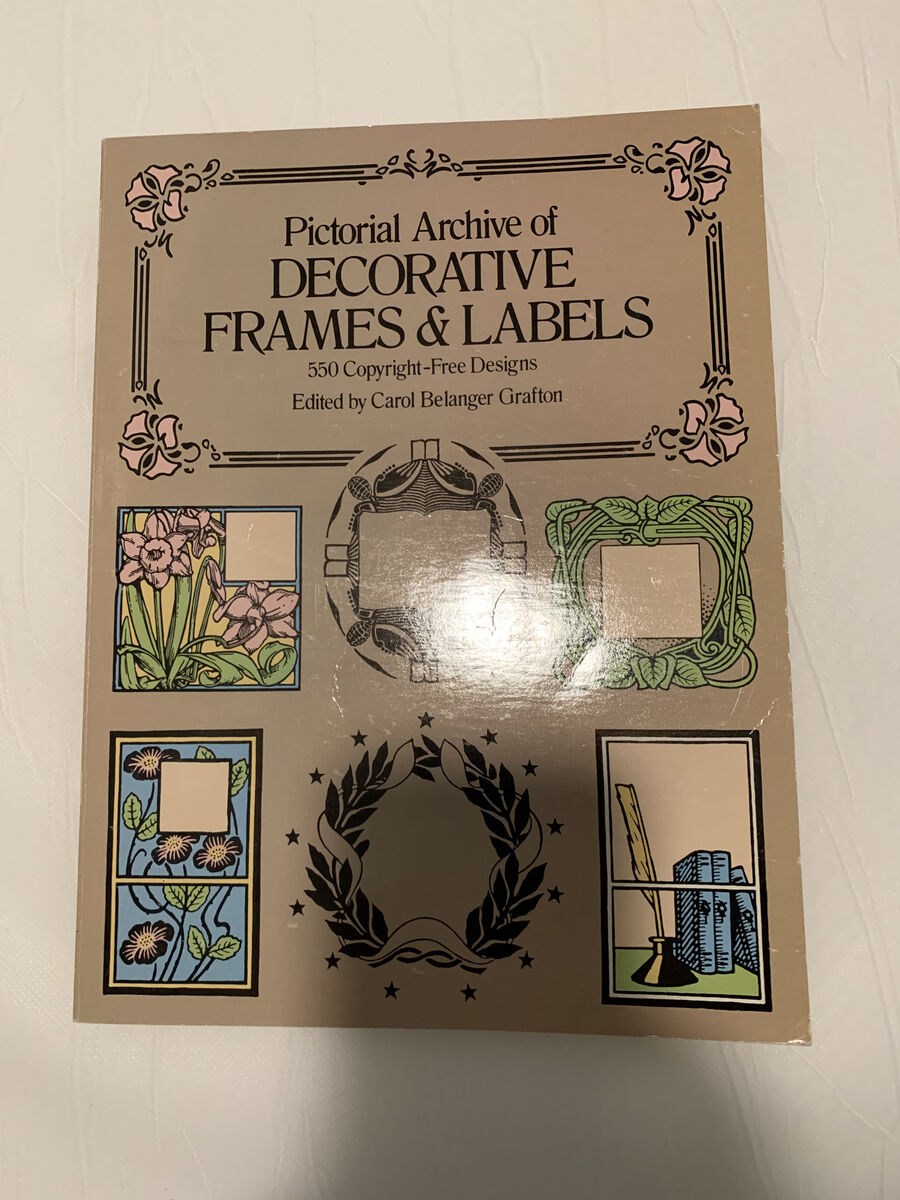 Pictorial Archive of
DECORATIVE
FRAMES & LABELS
550 Copyright-Free Designs
Edited by Carol Belanger Grafton